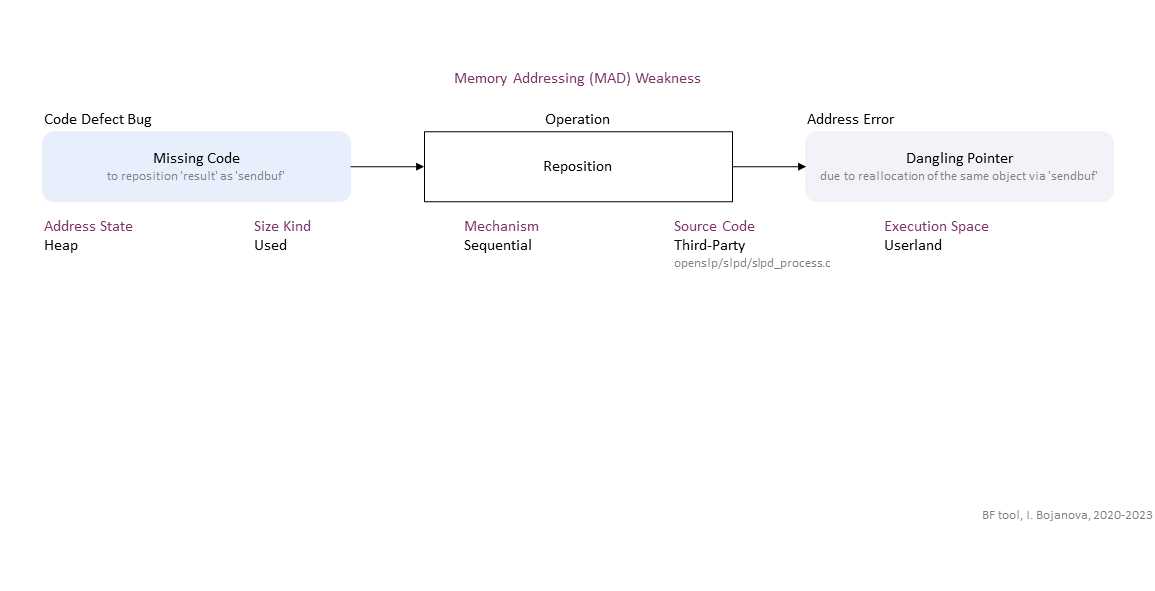 Memory Addressing (MAD) Weakness
Code Defect Bug
Operation
Address Error
Missing Code
to reposition 'result' as 'sendbuf'
Reposition
Dangling Pointer
due to reallocation of the same object via 'sendbuf'
Address State
Heap
Size Kind
Used
Mechanism
Sequential
Source Code
Third-Party
openslp/slpd/slpd_process.c
Execution Space
Userland
BF tool, I. Bojanova, 2020-2023